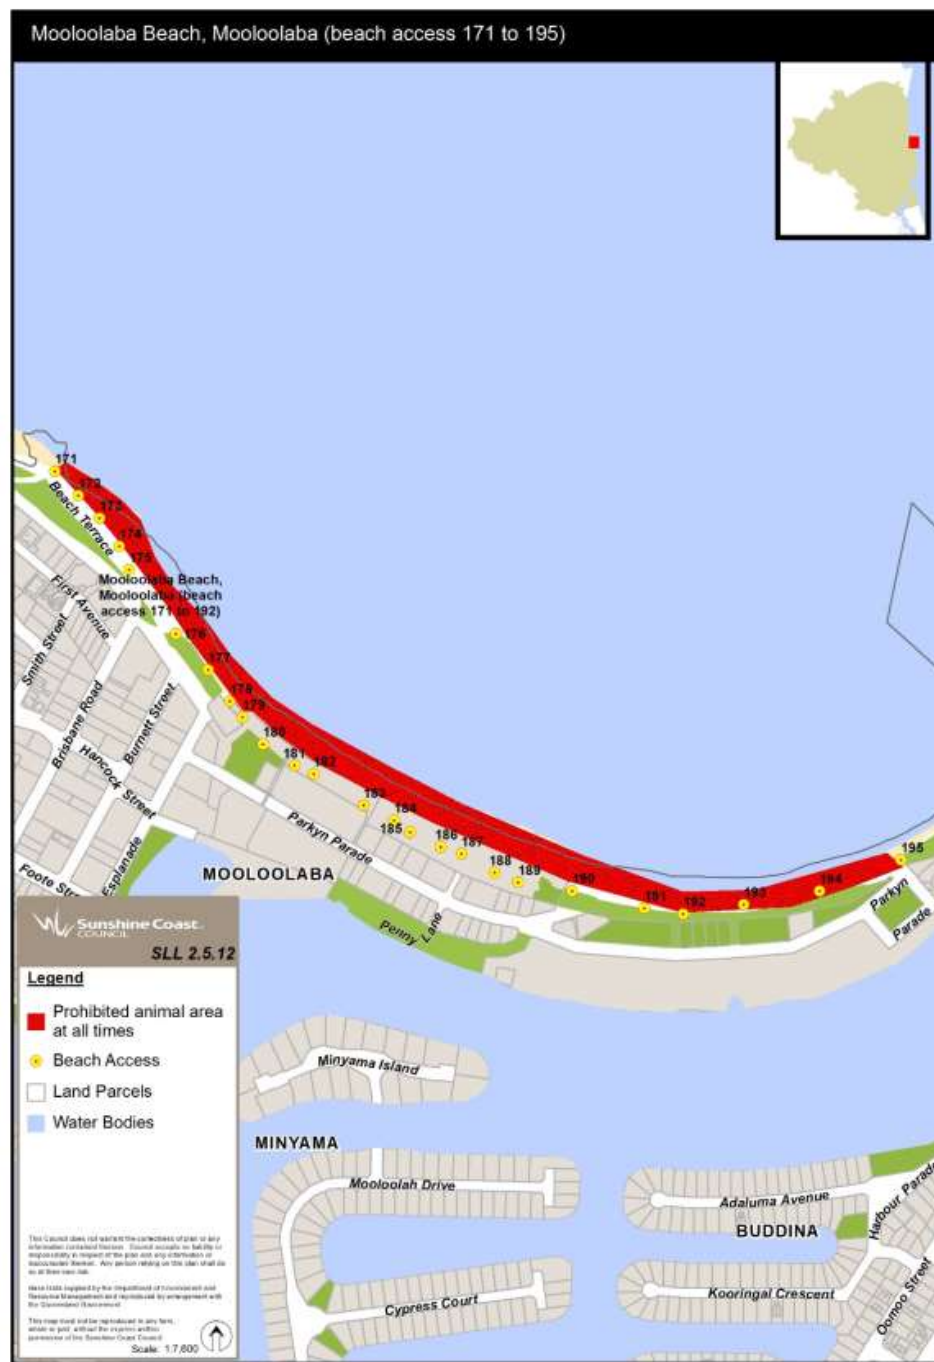 Mooloolaba Beach, Mooloolaba (beach access 171 to 195)
171
172
173
Beach Terrace
174
175
Mooloolaba Beach,
Mooloolaba (beach
access 171 to 192)
First Avenue
Smith Street
176
177
178
179
Brisbane Road
Burnett Street
180
181
182
Hancock Street
183
184
185
186
187
Parkyn Parade
188
189
190
191
192
193
194
195
Parkyn
Parade
MOOLOOLABA
Esplanade
Penny Lane
Sunshine Coast
COUNCIL
SLL 2.5.12
Legend
Prohibited animal area
at all times
Beach Access
Land Parcels
Water Bodies
Minyama Island
MINYAMA
Mooloolah Drive
Adaluma Avenue
Harbour Parade
BUDDINA
Kooringal Crescent
Oomoo Street
Cypress Court
Scale: 1:7,600